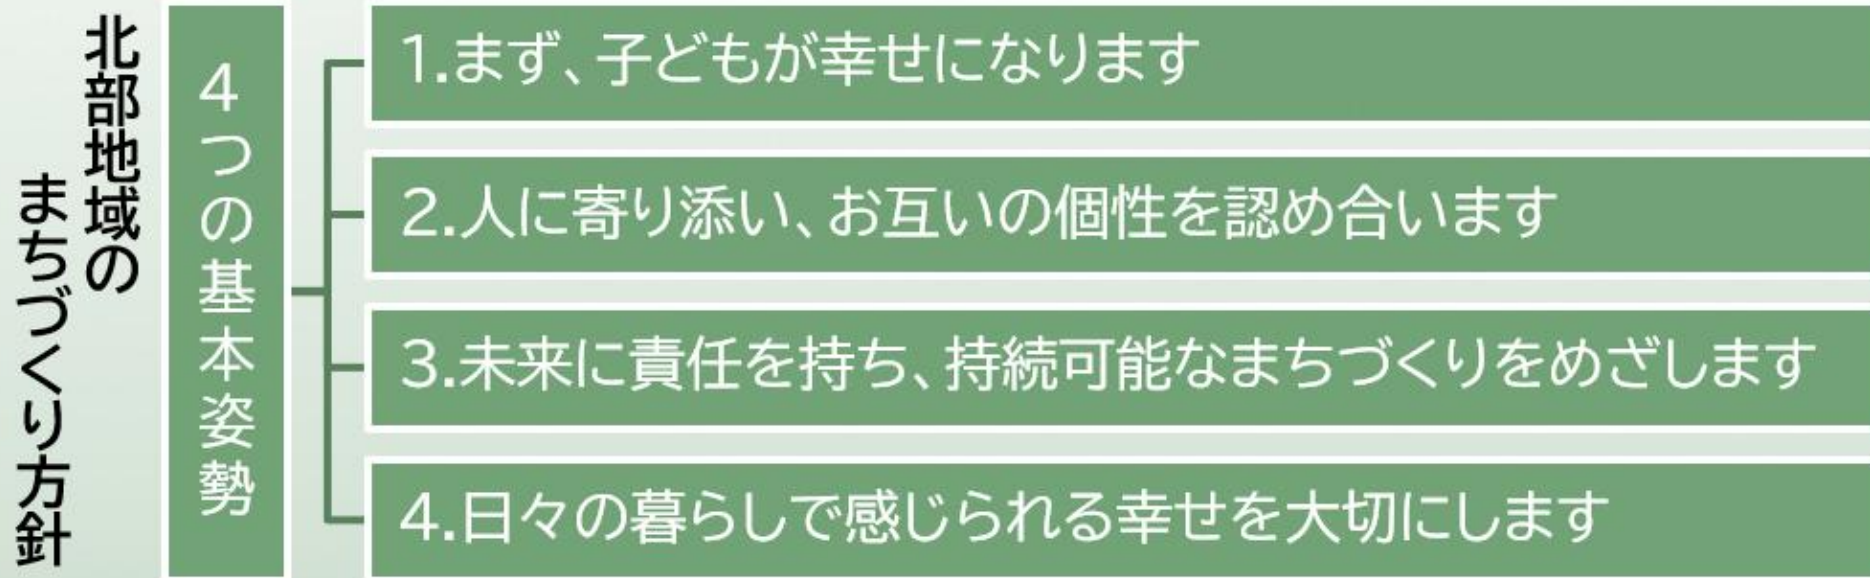 北部地域の
まちづくり方針
4つの基本姿勢
1.まず、子どもが幸せになります
2.人に寄り添い、お互いの個性を認め合います
3.未来に責任を持ち、持続可能なまちづくりをめざします
4.日々の暮らしで感じられる幸せを大切にします